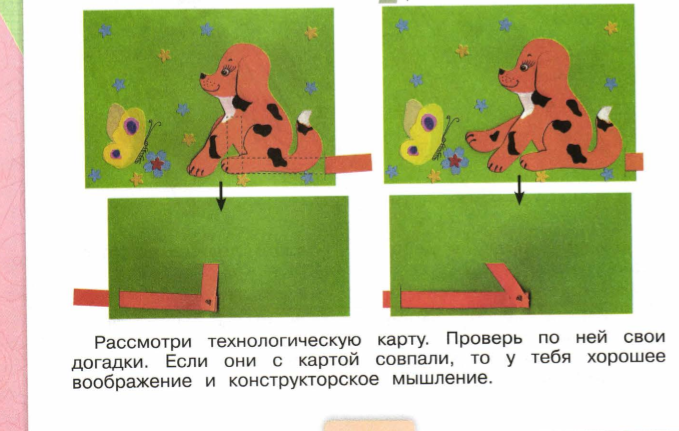 Рассмотри технологическую карту. Проверь по ней свои
догадки. Если они с картой совпали, то у тебя хорошее
воображение и конструкторское мышление.